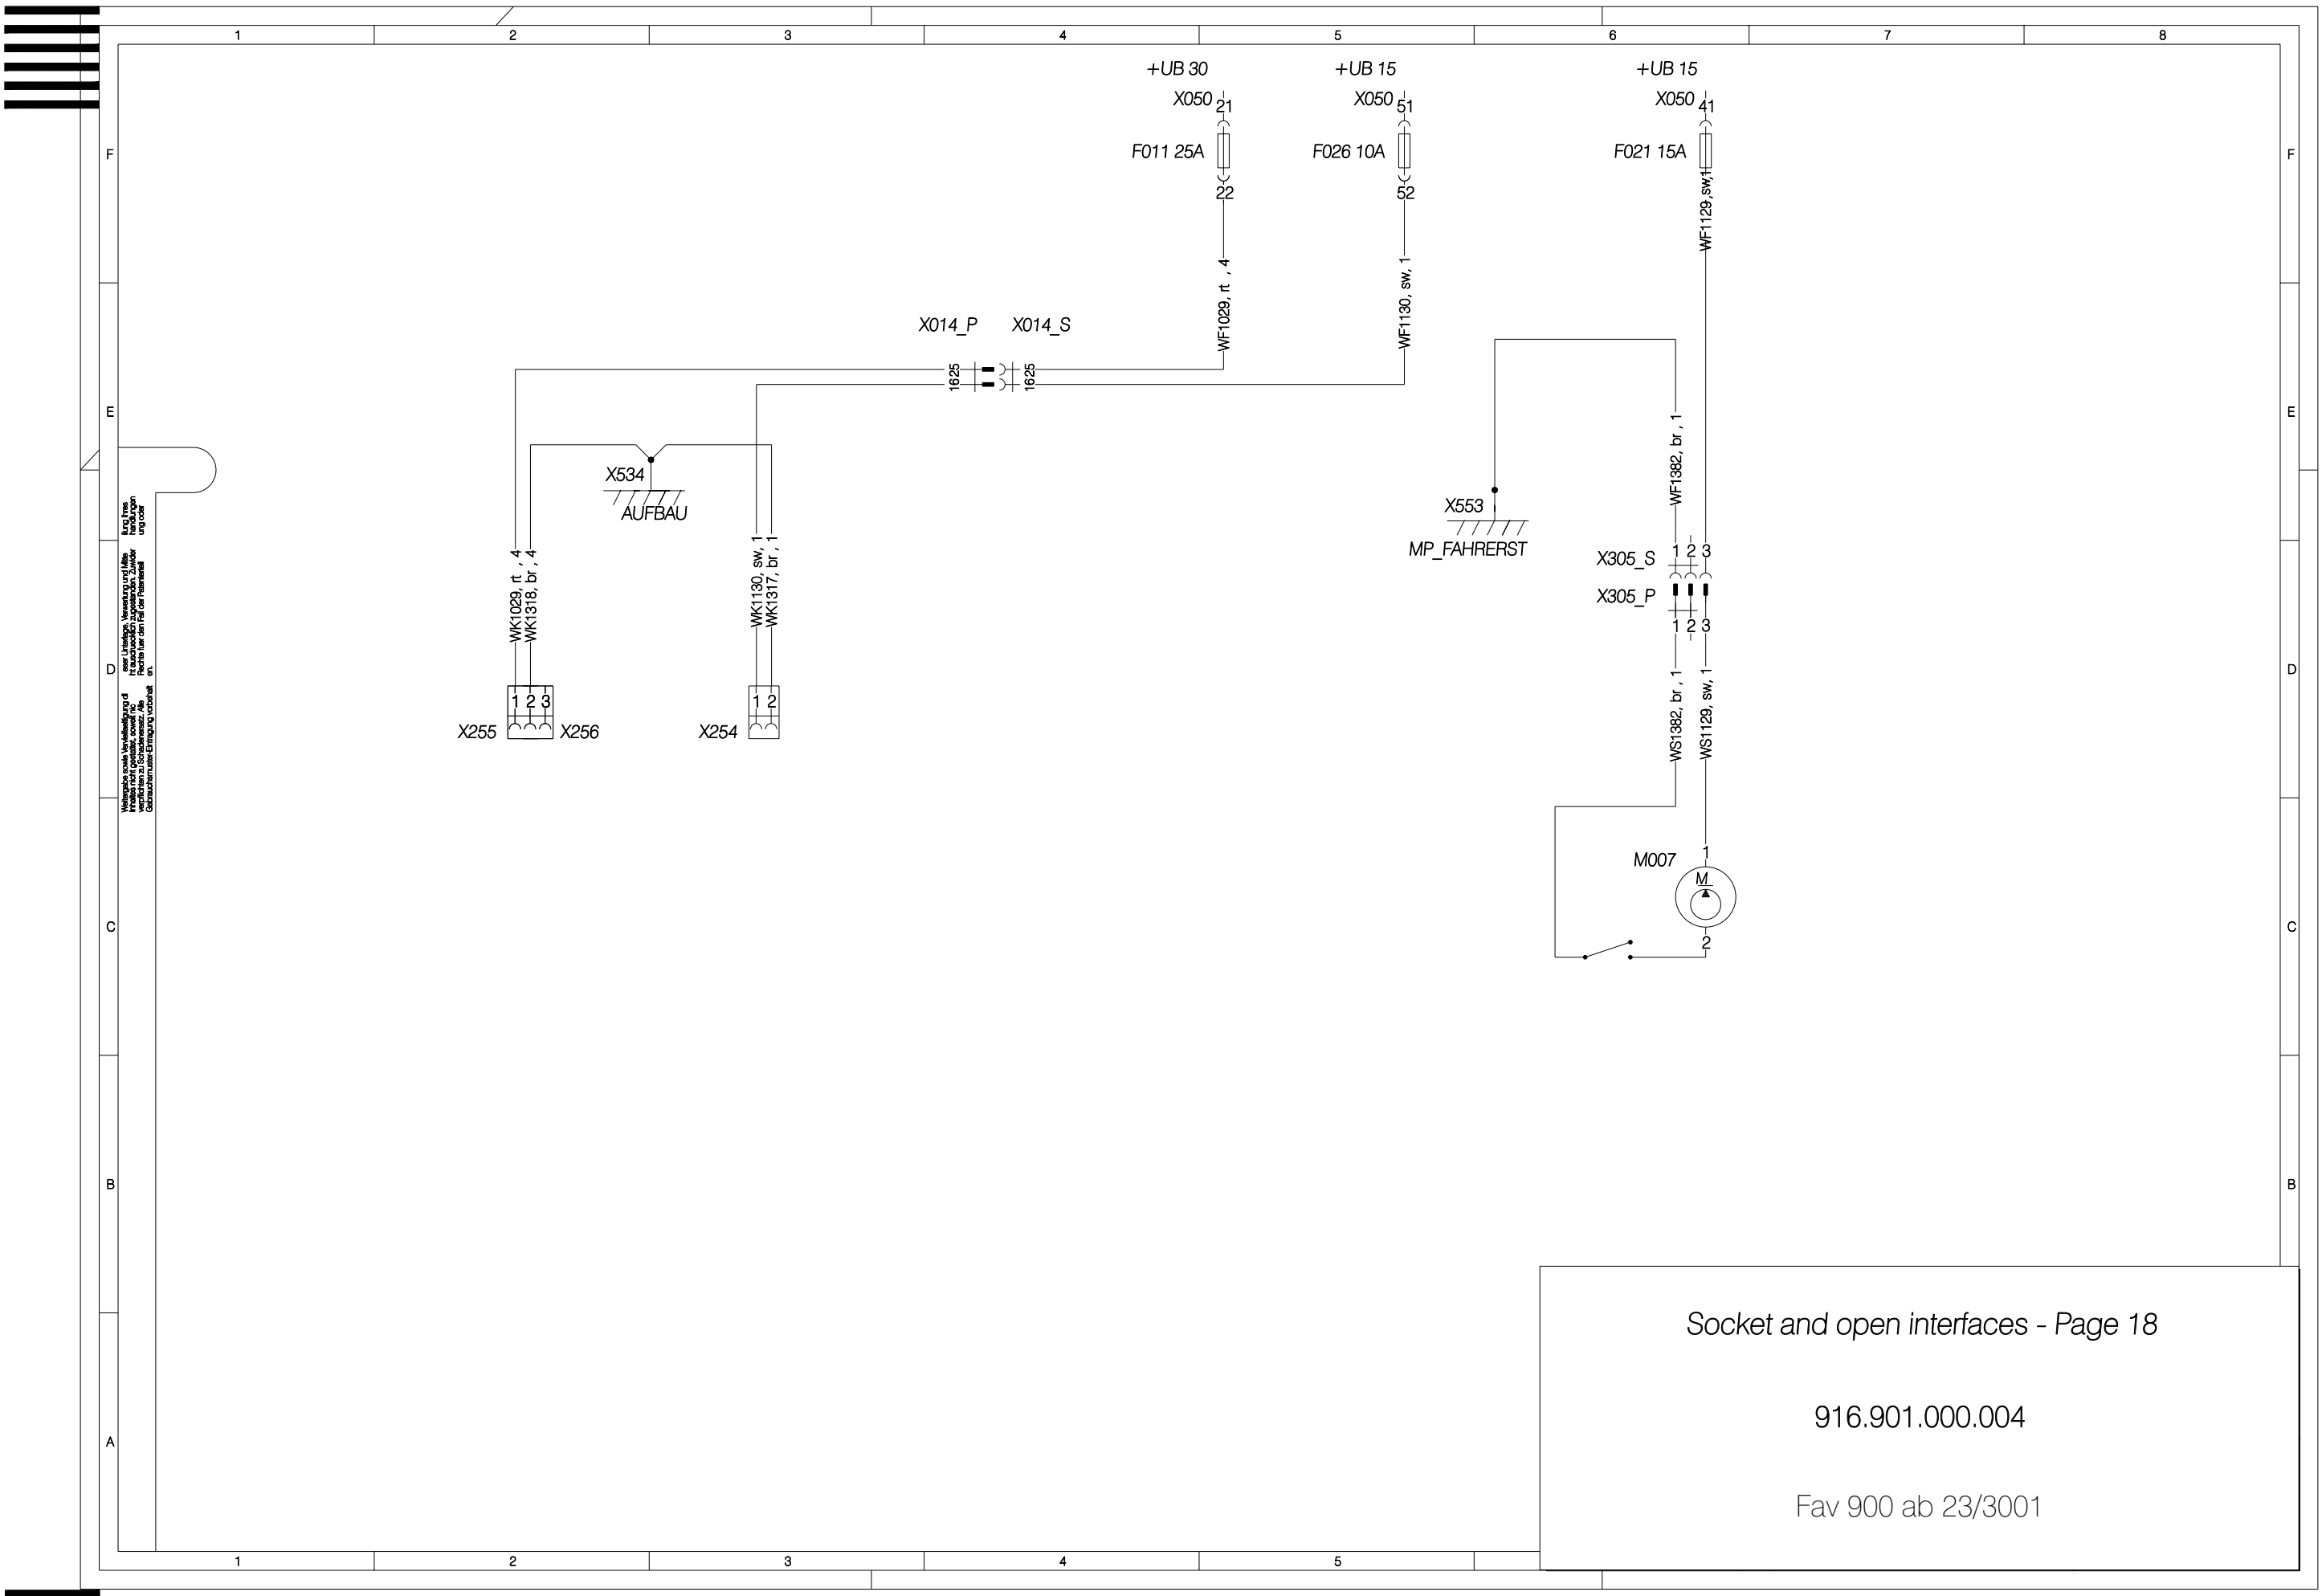 1 2 3 4 5 6 7 8
+UB 30 +UB 15 +UB 15
X050 21 X050 51 X050 41
F F011 25A F026 10A F021 15A F
22 52
WF1129,sw,1
WF1029, rt , 4
WF1130, sw, 1
X014_P X014_S
1625 1625
E E
WF1382, br , 1
X534
AUFBAU
X553
MP_FAHRERST
X305_S 1 2 3
X305_P
1 2 3
WK1029, rt , 4
WK1318, br , 4
WK1130, sw, 1
WK1317, br , 1
D D
1 2 3 1 2
X255 X256 X254
WS1382, br , 1
WS1129, sw, 1
M007 1
M
2
C C
B B
A
Socket and open interfaces - Page 18
916.901.000.004
Fav 900 ab 23/3001
1 2 3 4 5